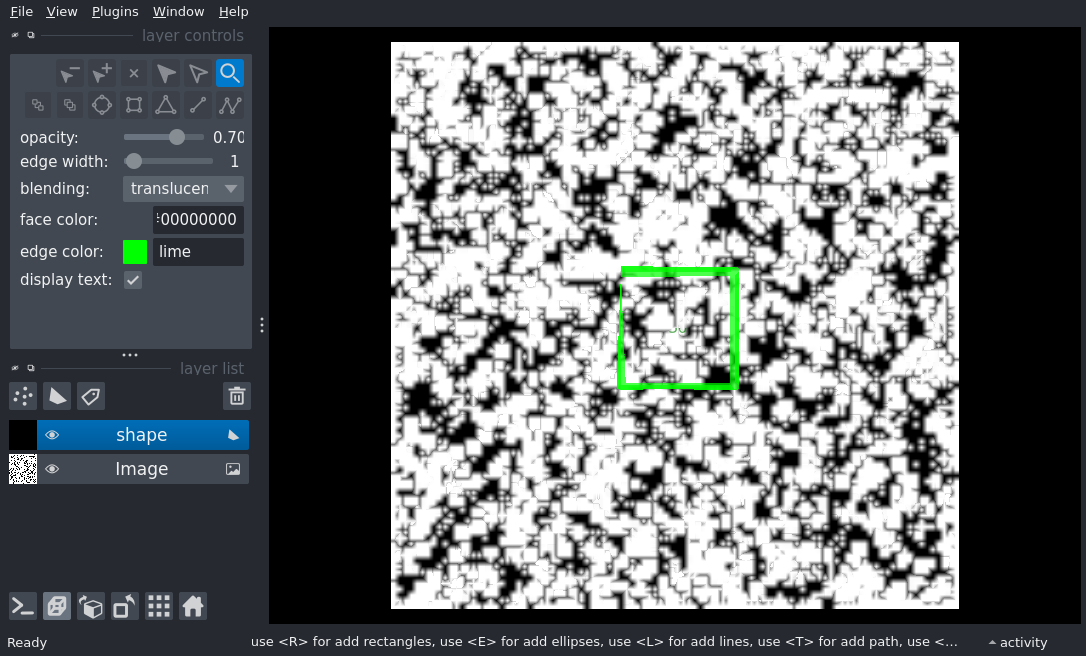 File View Plugins Window Help
layer controls
opacity: 0.70
edge width: 1
blending: translucen
face color: 00000000
edge color: lime
display text:
layer list
shape
Image
Ready use <R> for add rectangles, use <E> for add ellipses, use <L> for add lines, use <T> for add path, use <... activity